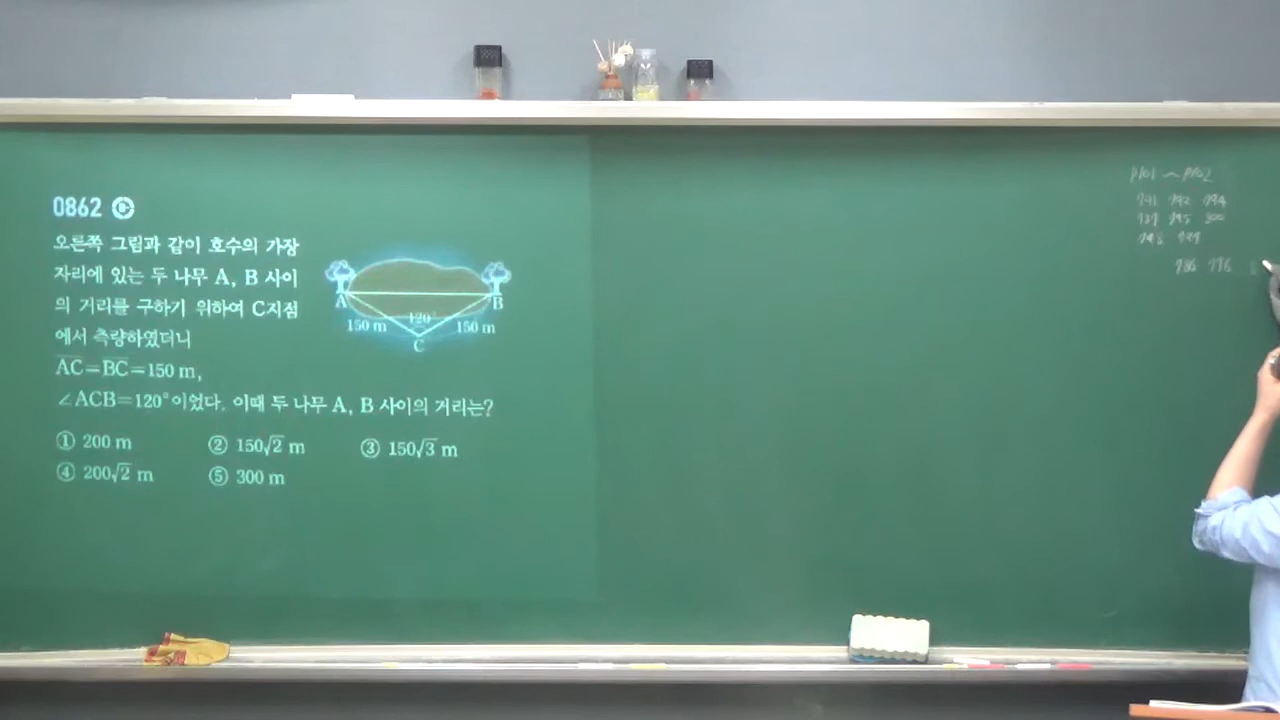 0862
오른쪽 그림과 같이 호수의 가장
자리에 있는 두 나무 A, B 사이
의 거리를 구하기 위하여 C지점
에서 측량하였더니
AC=BC=150 m,
∠ACB=120°이었다. 이때 두 나무 A, B 사이의 거리는?
A
B
150 m
120°
150 m
C
① 200 m ② 150√2 m ③ 150√3 m
④ 200√2 m ⑤ 300 m